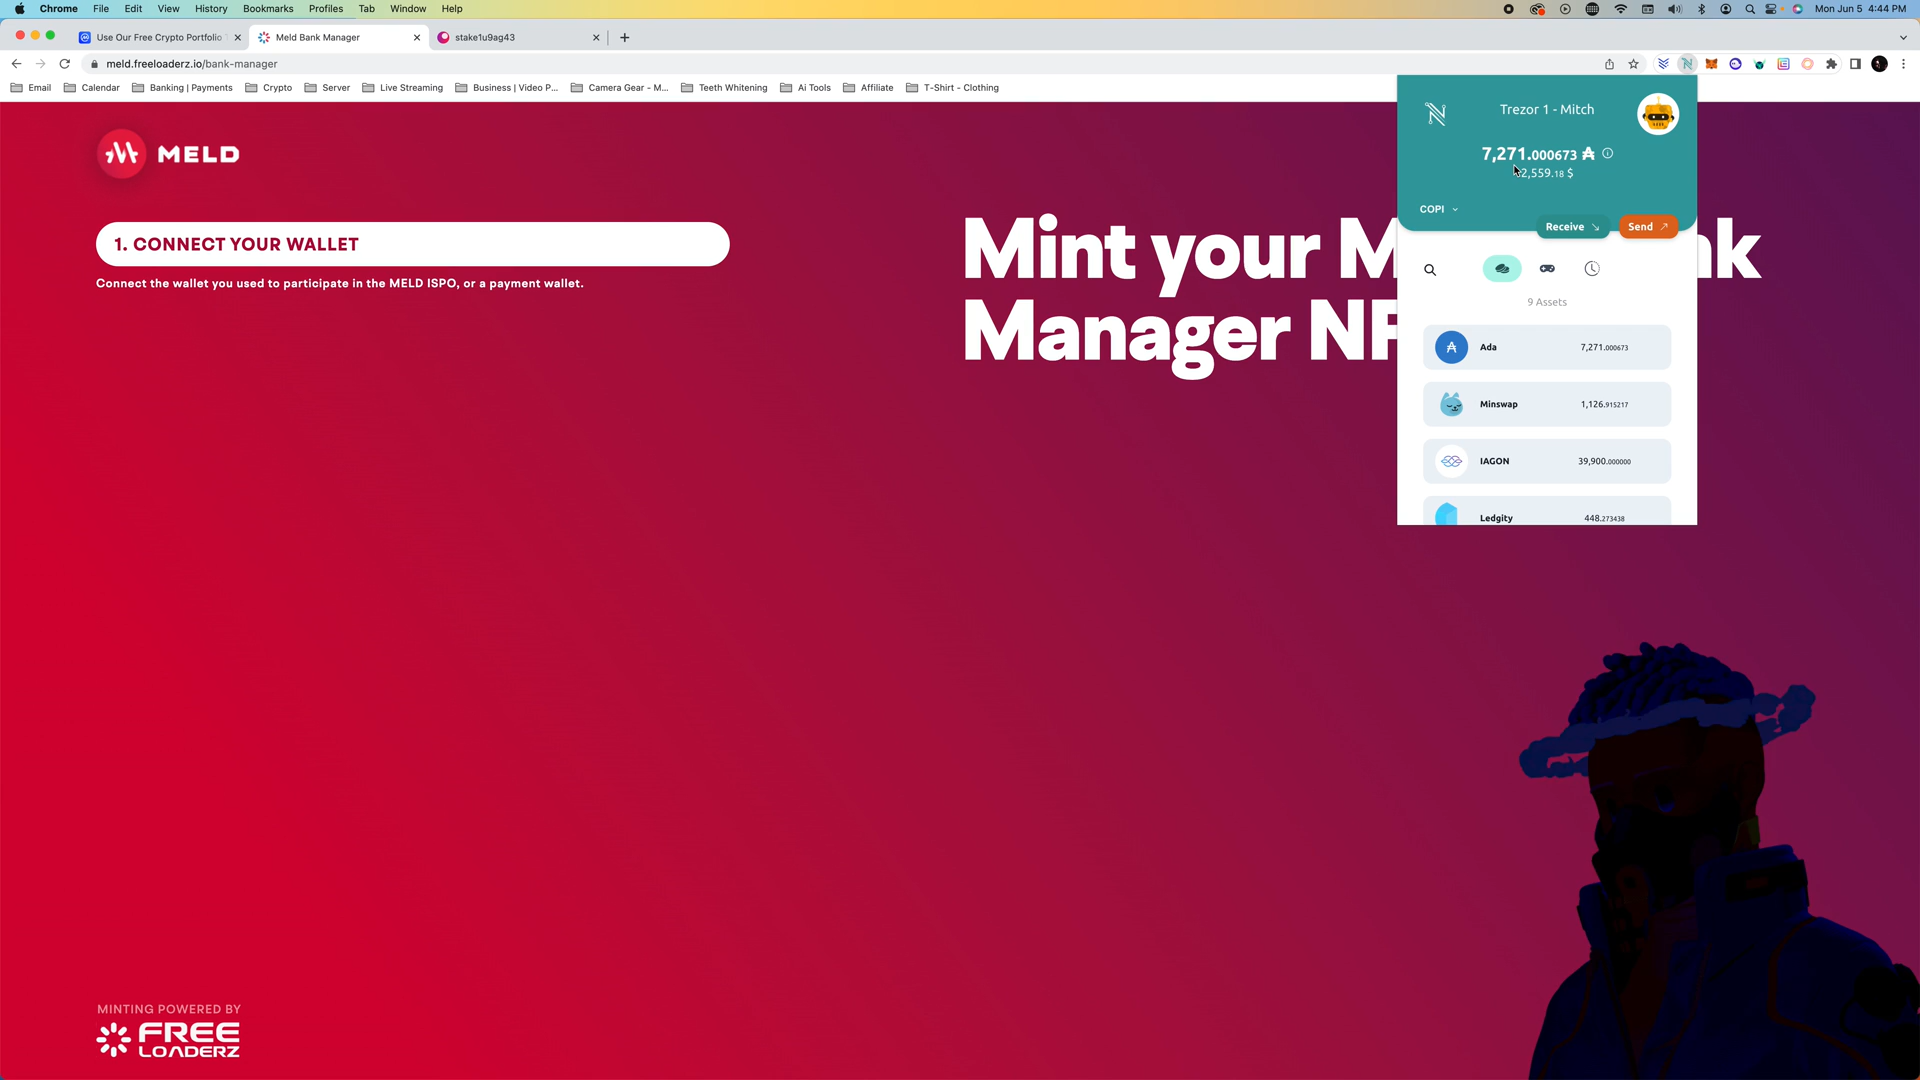 Chrome File Edit View History Bookmarks Profiles Tab Window Help
Mon Jun 5 4:44 PM
Use Our Free Crypto Portfolio
Meld Bank Manager
stake1u9ag43
meld.freeloaderz.io/bank-manager
Email Calendar Banking | Payments Crypto Server Live Streaming Business | Video P... Camera Gear - M... Teeth Whitening Ai Tools Affiliate T-Shirt - Clothing
MELD
1. CONNECT YOUR WALLET
Connect the wallet you used to participate in the MELD ISPO, or a payment wallet.
Mint your M nk
Manager NF
Trezor 1 - Mitch
7,271.000673 ₳
2,559.18 $
COPI
Receive
Send
9 Assets
Ada 7,271.000673
Minswap 1,126.915217
IAGON 39,900.000000
Ledgity 448.273438
MINTING POWERED BY
FREE
LOADERZ